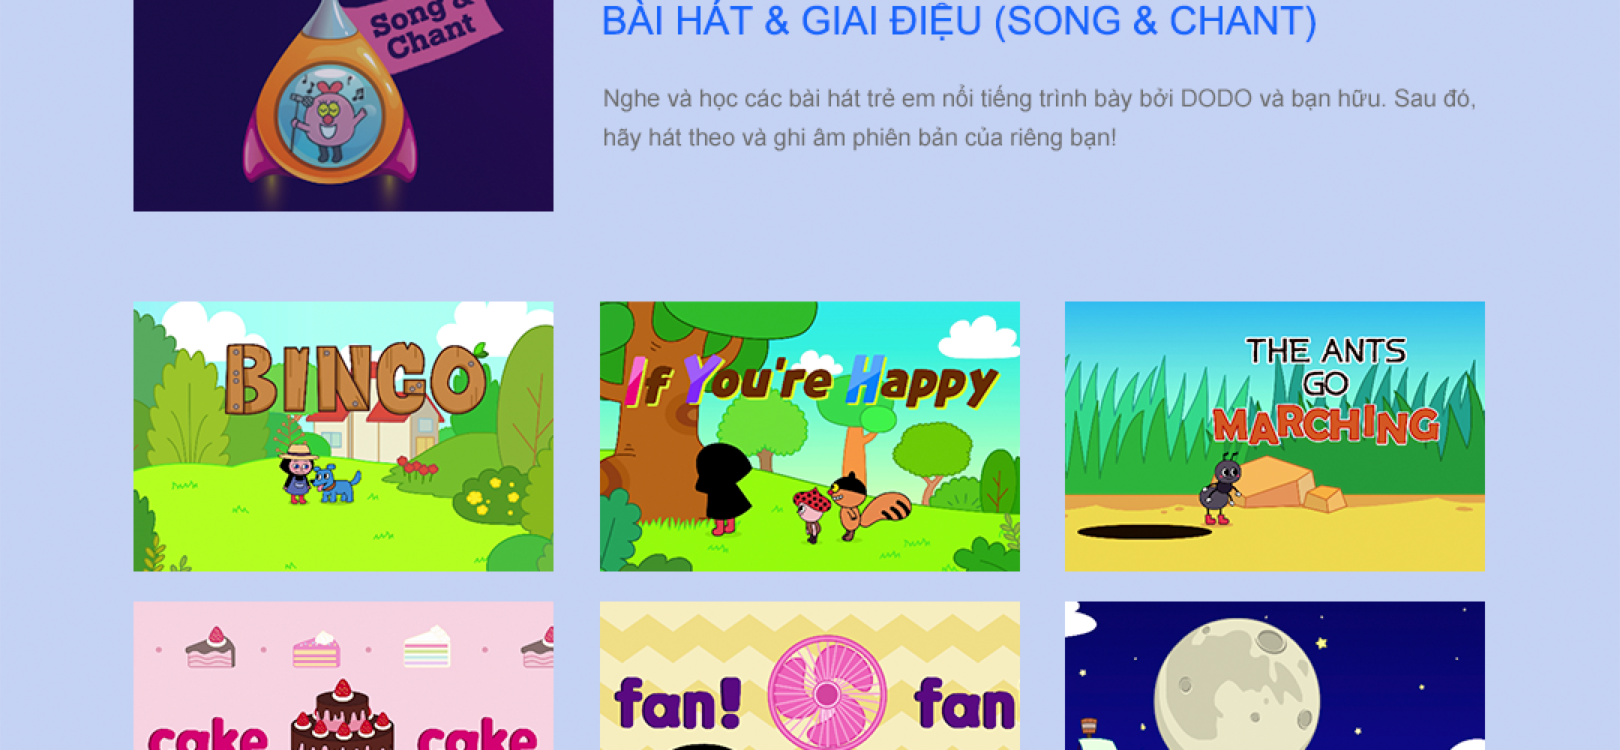 Song &
Chant
BÀI HÁT & GIAI ĐIỆU (SONG & CHANT)
Nghe và học các bài hát trẻ em nổi tiếng trình bày bởi DODO và bạn hữu. Sau đó,
hãy hát theo và ghi âm phiên bản của riêng bạn!
BINGO
If You're Happy
THE ANTS
GO
MARCHING
cake cake
fan! fan